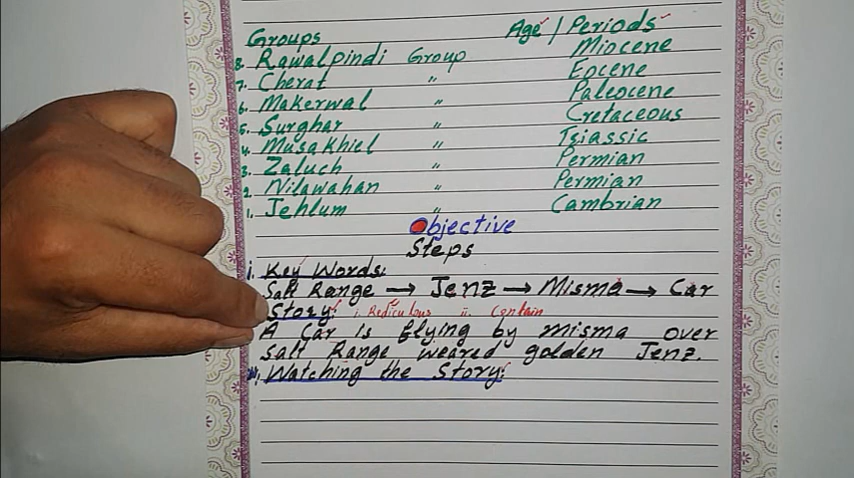 Groups Age / Periods
8. Rawalpindi Group Miocene
7. Cherat " Eocene
6. Makerwal " Paleocene
5. Surghar " Cretaceous
4. Musakhiel " Triassic
3. Zaluch " Permian
2. Nilawahan " Permian
1. Jehlum " Cambrian
Objective
Steps
i. Key Words:
Salt Range → Jenz → Misma → Car
Story: i. Rediculous ii. Contain
A Car is flying by misma over
Salt Range weared golden Jenz.
iii. Watching the Story: